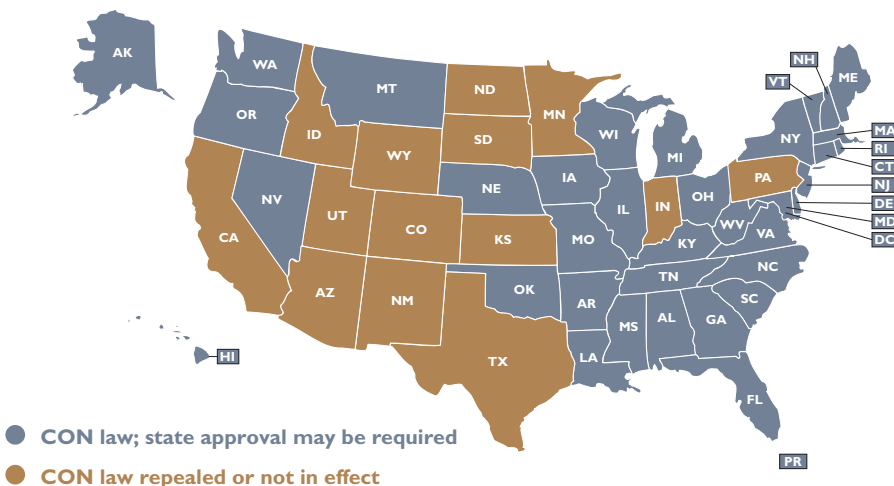 AK
WA
OR
ID
MT
ND
MN
SD
WY
NV
UT
CA
CO
AZ
NM
NE
KS
IA
MO
OK
TX
WI
MI
IL
IN
OH
KY
TN
WV
VA
NC
SC
AR
LA
MS
AL
GA
FL
PA
NY
VT
NH
ME
MA
RI
CT
NJ
DE
MD
DC
HI
PR
CON law; state approval may be required
CON law repealed or not in effect